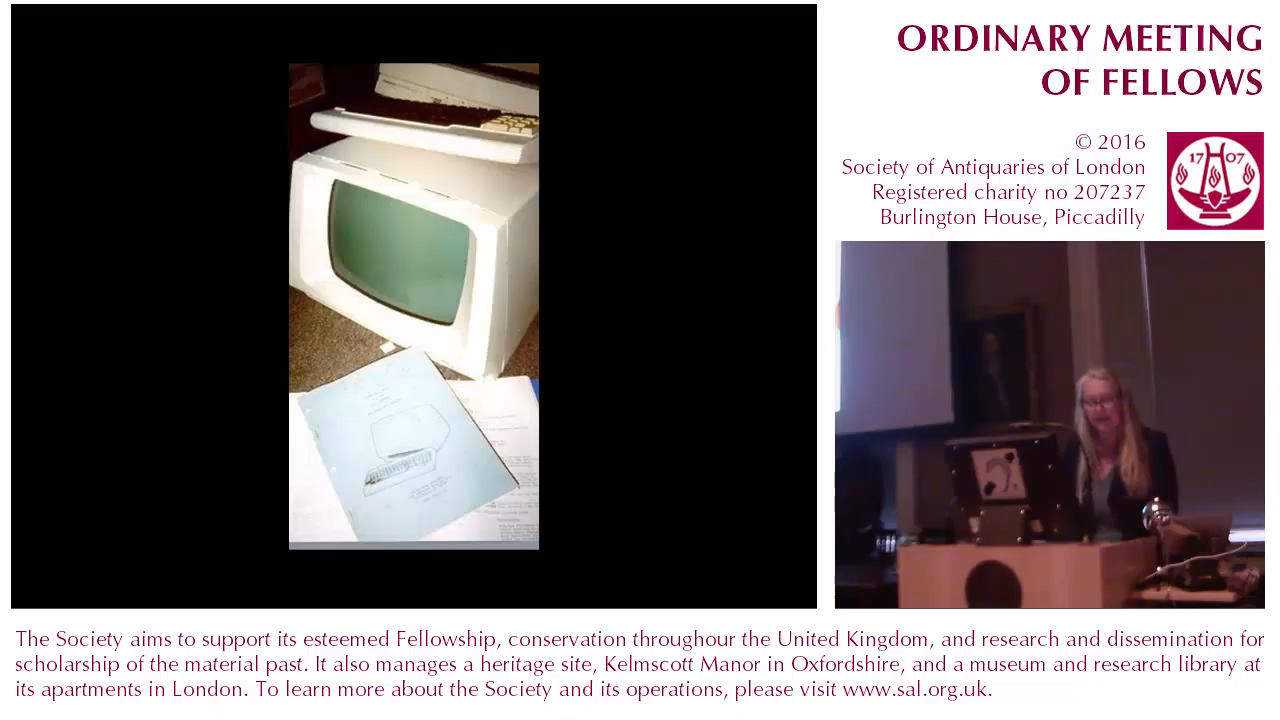 ORDINARY MEETING
OF FELLOWS
© 2016
Society of Antiquaries of London
Registered charity no 207237
Burlington House, Piccadilly
17 07
The Society aims to support its esteemed Fellowship, conservation throughour the United Kingdom, and research and dissemination for
scholarship of the material past. It also manages a heritage site, Kelmscott Manor in Oxfordshire, and a museum and research library at
its apartments in London. To learn more about the Society and its operations, please visit www.sal.org.uk.